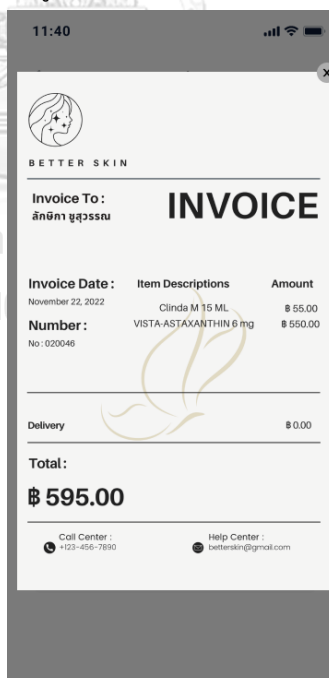 11:40
x
BETTER SKIN
Invoice To :
ลักษิกา ชูสุวรรณ
INVOICE
Invoice Date :
November 22, 2022
Number :
No : 020046
Item Descriptions
Amount
Clinda M 15 ML
฿ 55.00
VISTA-ASTAXANTHIN 6 mg
฿ 550.00
Delivery
฿ 0.00
Total :
฿ 595.00
Call Center :
+123-456-7890
Help Center :
betterskin@gmail.com